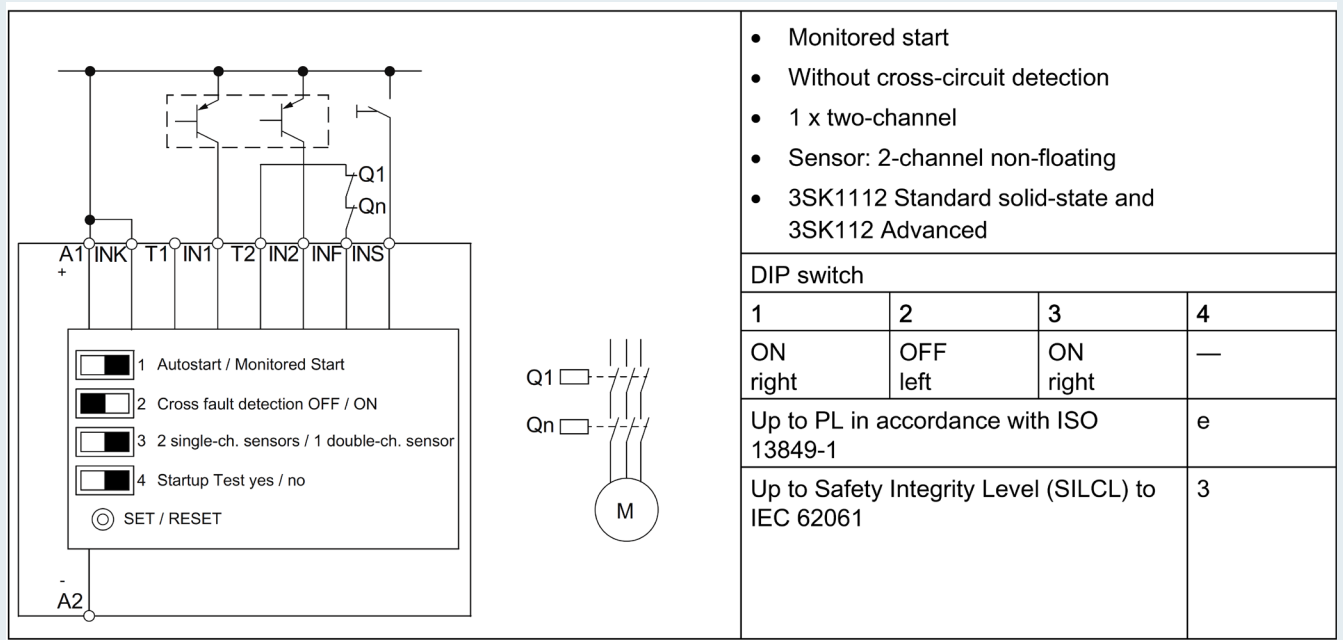 Q1
Qn
A1 INK T1 IN1 T2 IN2 INF INS
+
1 Autostart / Monitored Start
2 Cross fault detection OFF / ON
3 2 single-ch. sensors / 1 double-ch. sensor
4 Startup Test yes / no
SET / RESET
-
A2
Q1
Qn
M
• Monitored start
• Without cross-circuit detection
• 1 x two-channel
• Sensor: 2-channel non-floating
• 3SK1112 Standard solid-state and
3SK112 Advanced
DIP switch
1 2 3 4
ON OFF ON —
right left right
Up to PL in accordance with ISO e
13849-1
Up to Safety Integrity Level (SILCL) to 3
IEC 62061